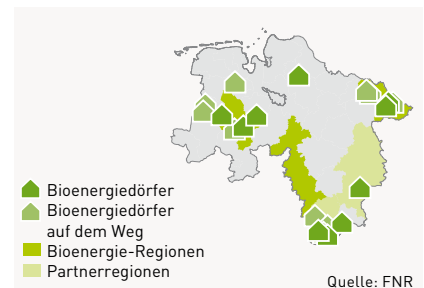 Bioenergiedörfer
Bioenergiedörfer
auf dem Weg
Bioenergie-Regionen
Partnerregionen
Quelle: FNR